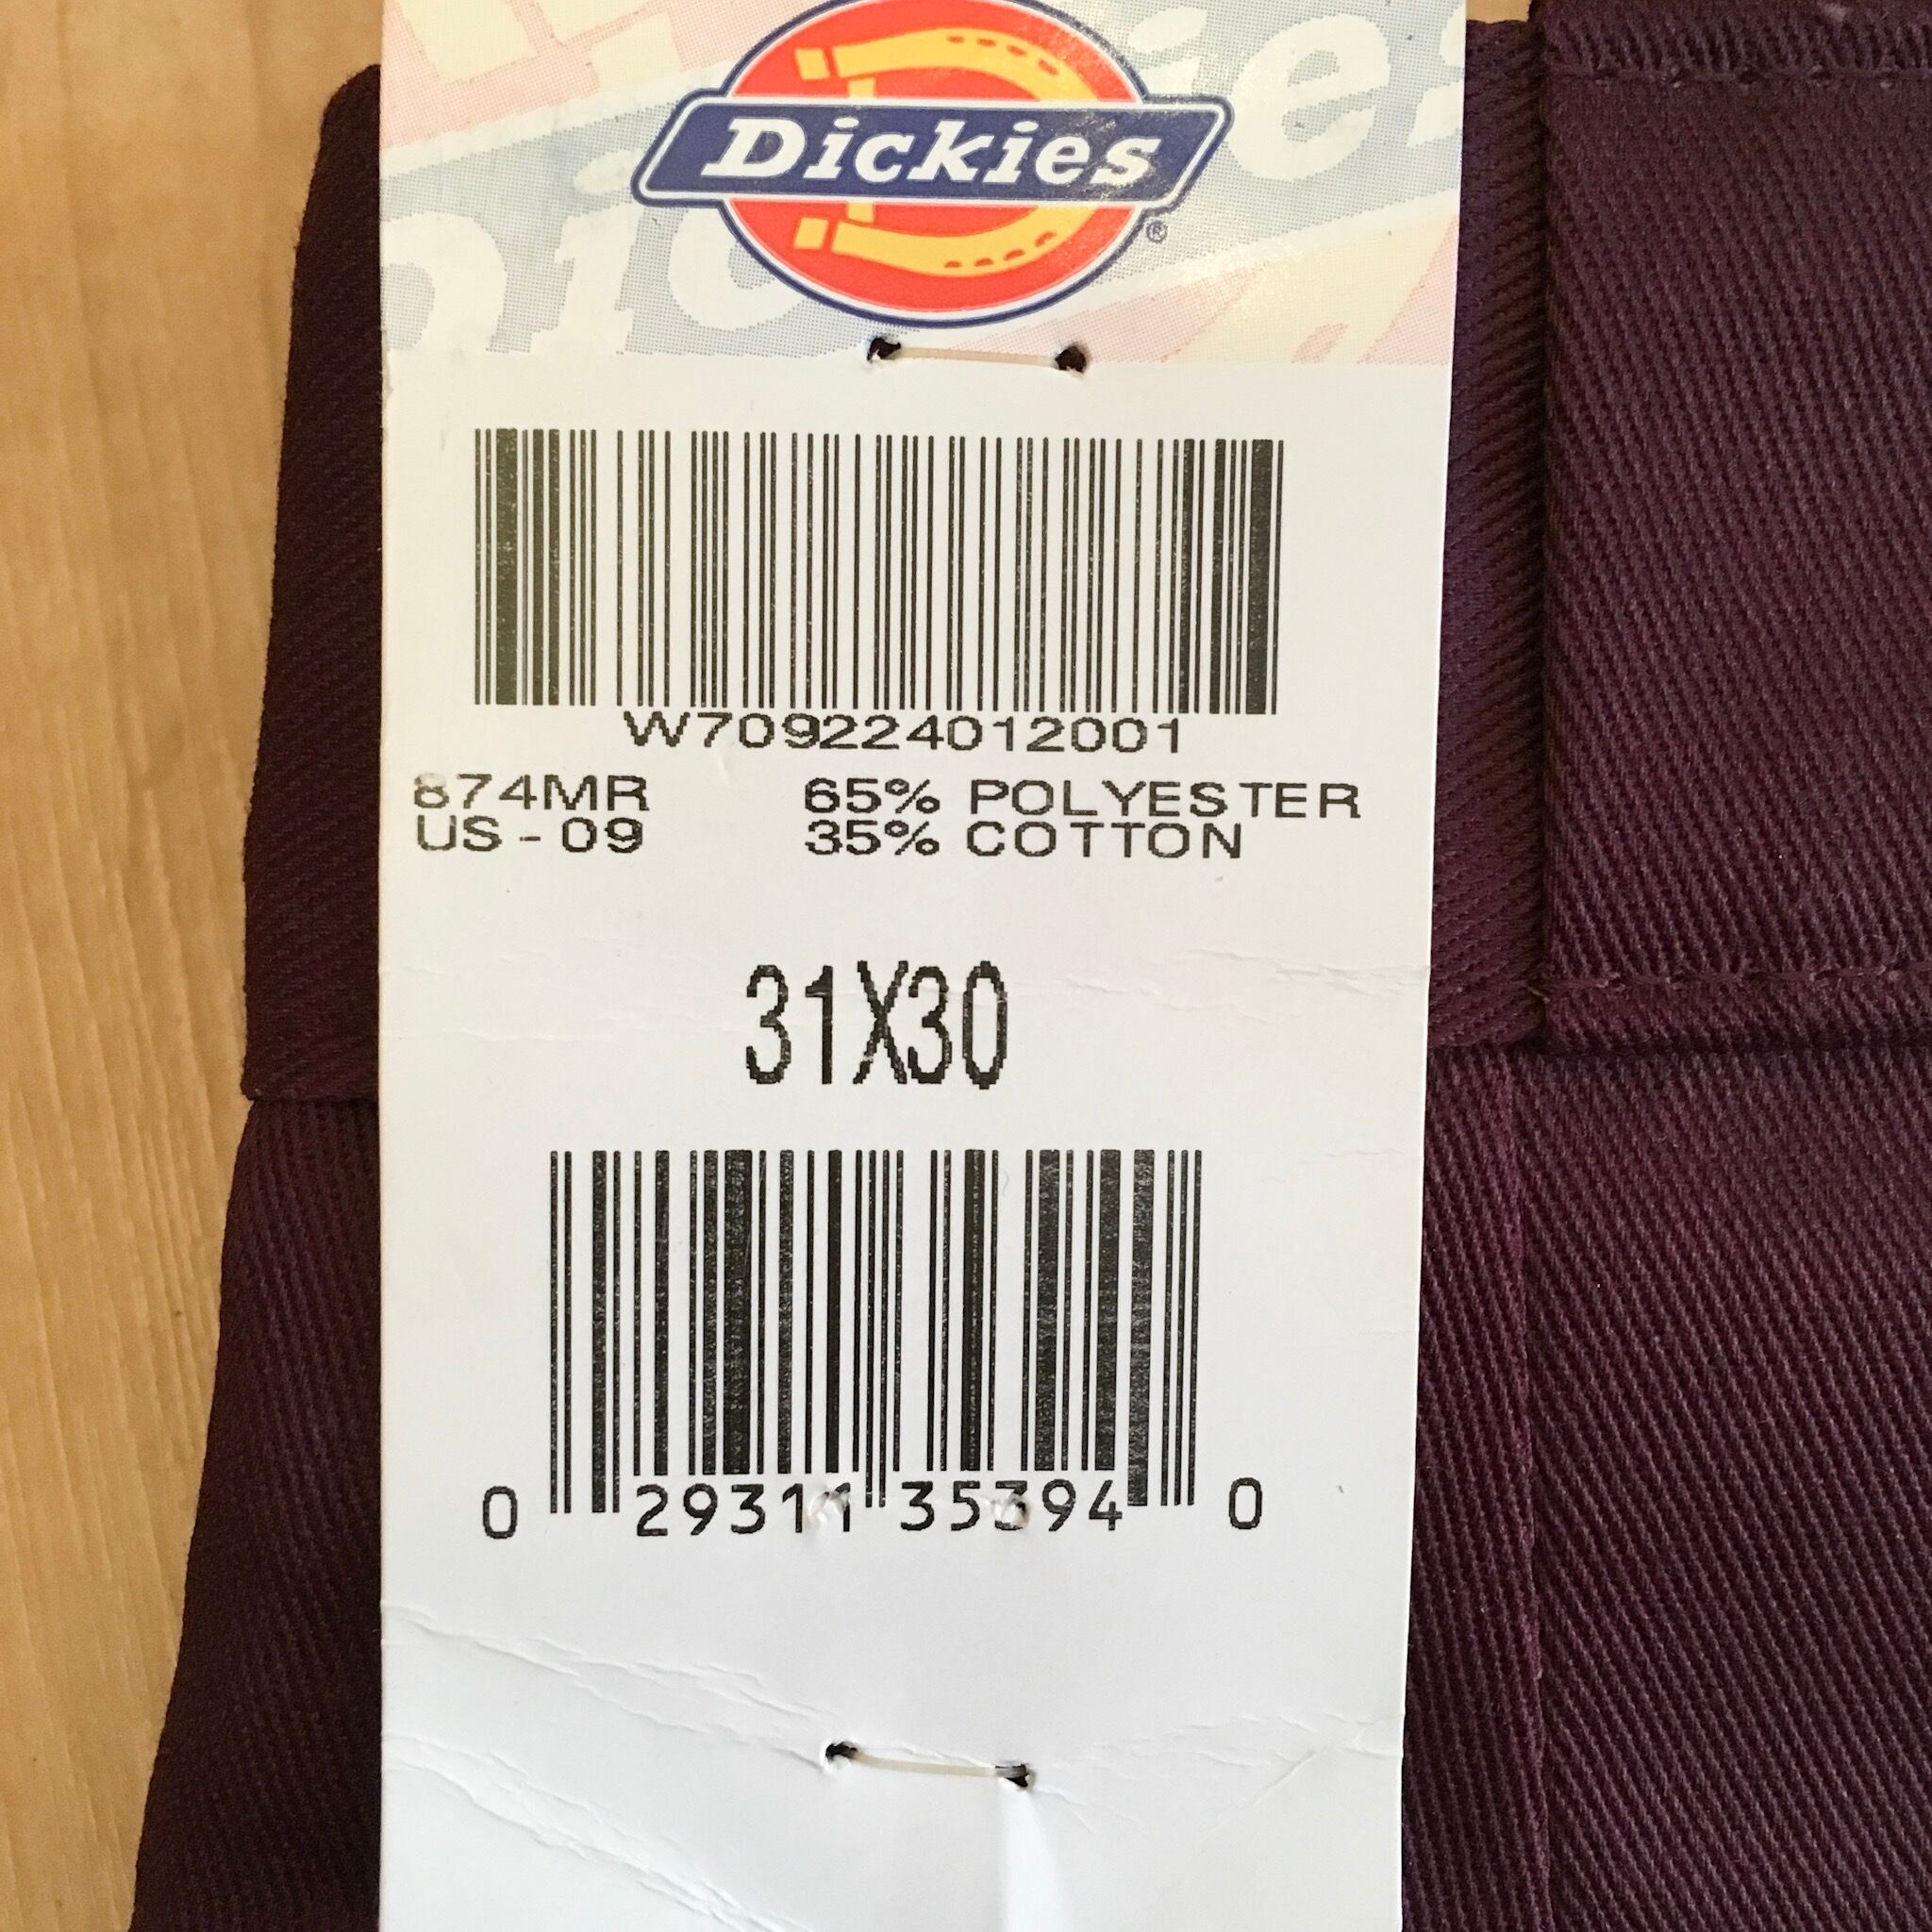 Dickies®
W709224012001
874MR 65% POLYESTER
US-09 35% COTTON
31X30
0 29311 35394 0